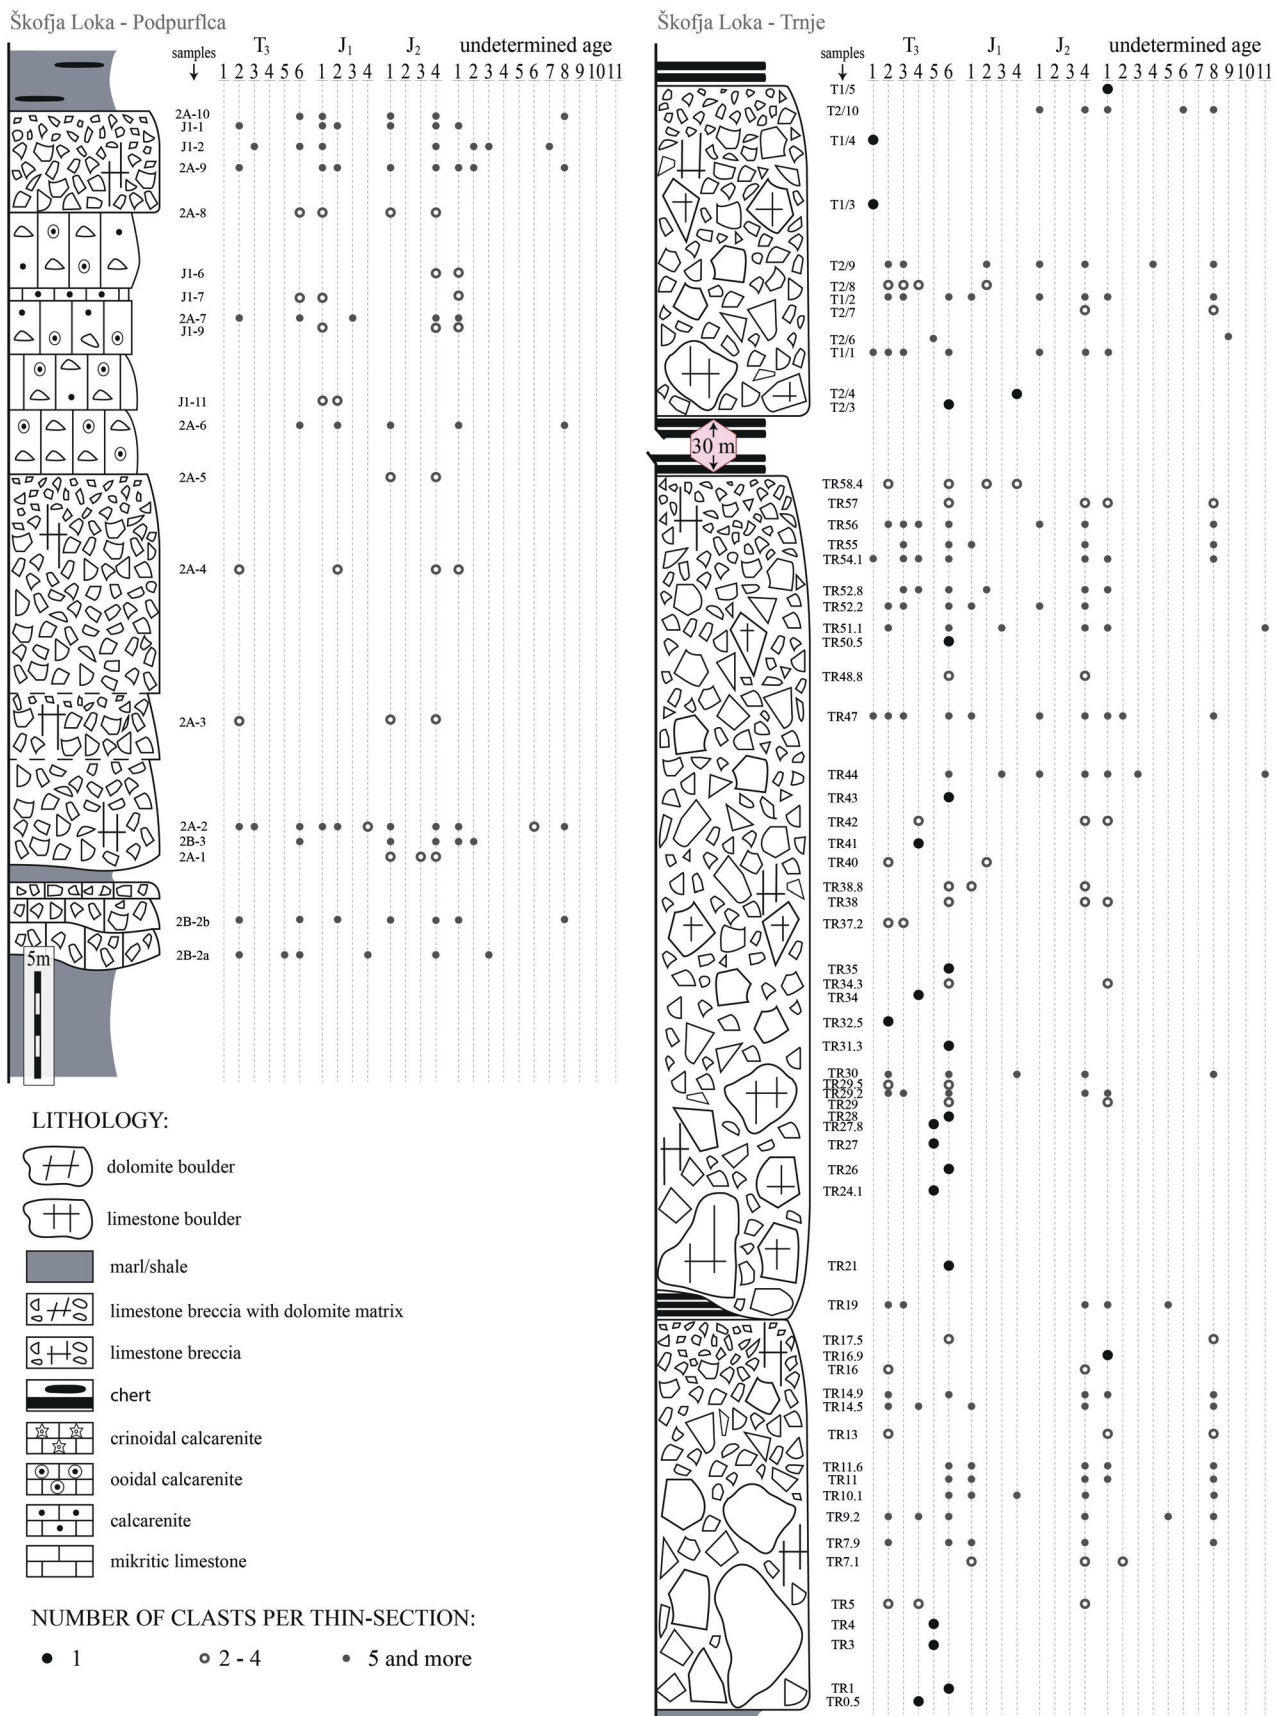 Škofja Loka - Podpurflca
samples
T3 J1 J2 undetermined age
1 2 3 4 5 6 1 2 3 4 1 2 3 4 1 2 3 4 5 6 7 8 9 10 11
2A-10
J1-1
J1-2
2A-9
2A-8
J1-6
J1-7
2A-7
J1-9
J1-11
2A-6
2A-5
2A-4
2A-3
2A-2
2B-3
2A-1
2B-2b
2B-2a
5m
LITHOLOGY:
dolomite boulder
limestone boulder
marl/shale
limestone breccia with dolomite matrix
limestone breccia
chert
crinoidal calcarenite
ooidal calcarenite
calcarenite
mikritic limestone
NUMBER OF CLASTS PER THIN-SECTION:
1 2 - 4 5 and more
Škofja Loka - Trnje
samples
T3 J1 J2 undetermined age
1 2 3 4 5 6 1 2 3 4 1 2 3 4 1 2 3 4 5 6 7 8 9 10 11
T1/5
T2/10
T1/4
T1/3
T2/9
T2/8
T1/2
T2/7
T2/6
T1/1
T2/4
T2/3
30 m
TR58.4
TR57
TR56
TR55
TR54.1
TR52.8
TR52.2
TR51.1
TR50.5
TR48.8
TR47
TR44
TR43
TR42
TR41
TR40
TR38.8
TR38
TR37.2
TR35
TR34.3
TR34
TR32.5
TR31.3
TR30
TR29.5
TR29.2
TR29
TR28
TR27.8
TR27
TR26
TR24.1
TR21
TR19
TR17.5
TR16.9
TR16
TR14.9
TR14.5
TR13
TR11.6
TR11
TR10.1
TR9.2
TR7.9
TR7.1
TR5
TR4
TR3
TR1
TR0.5